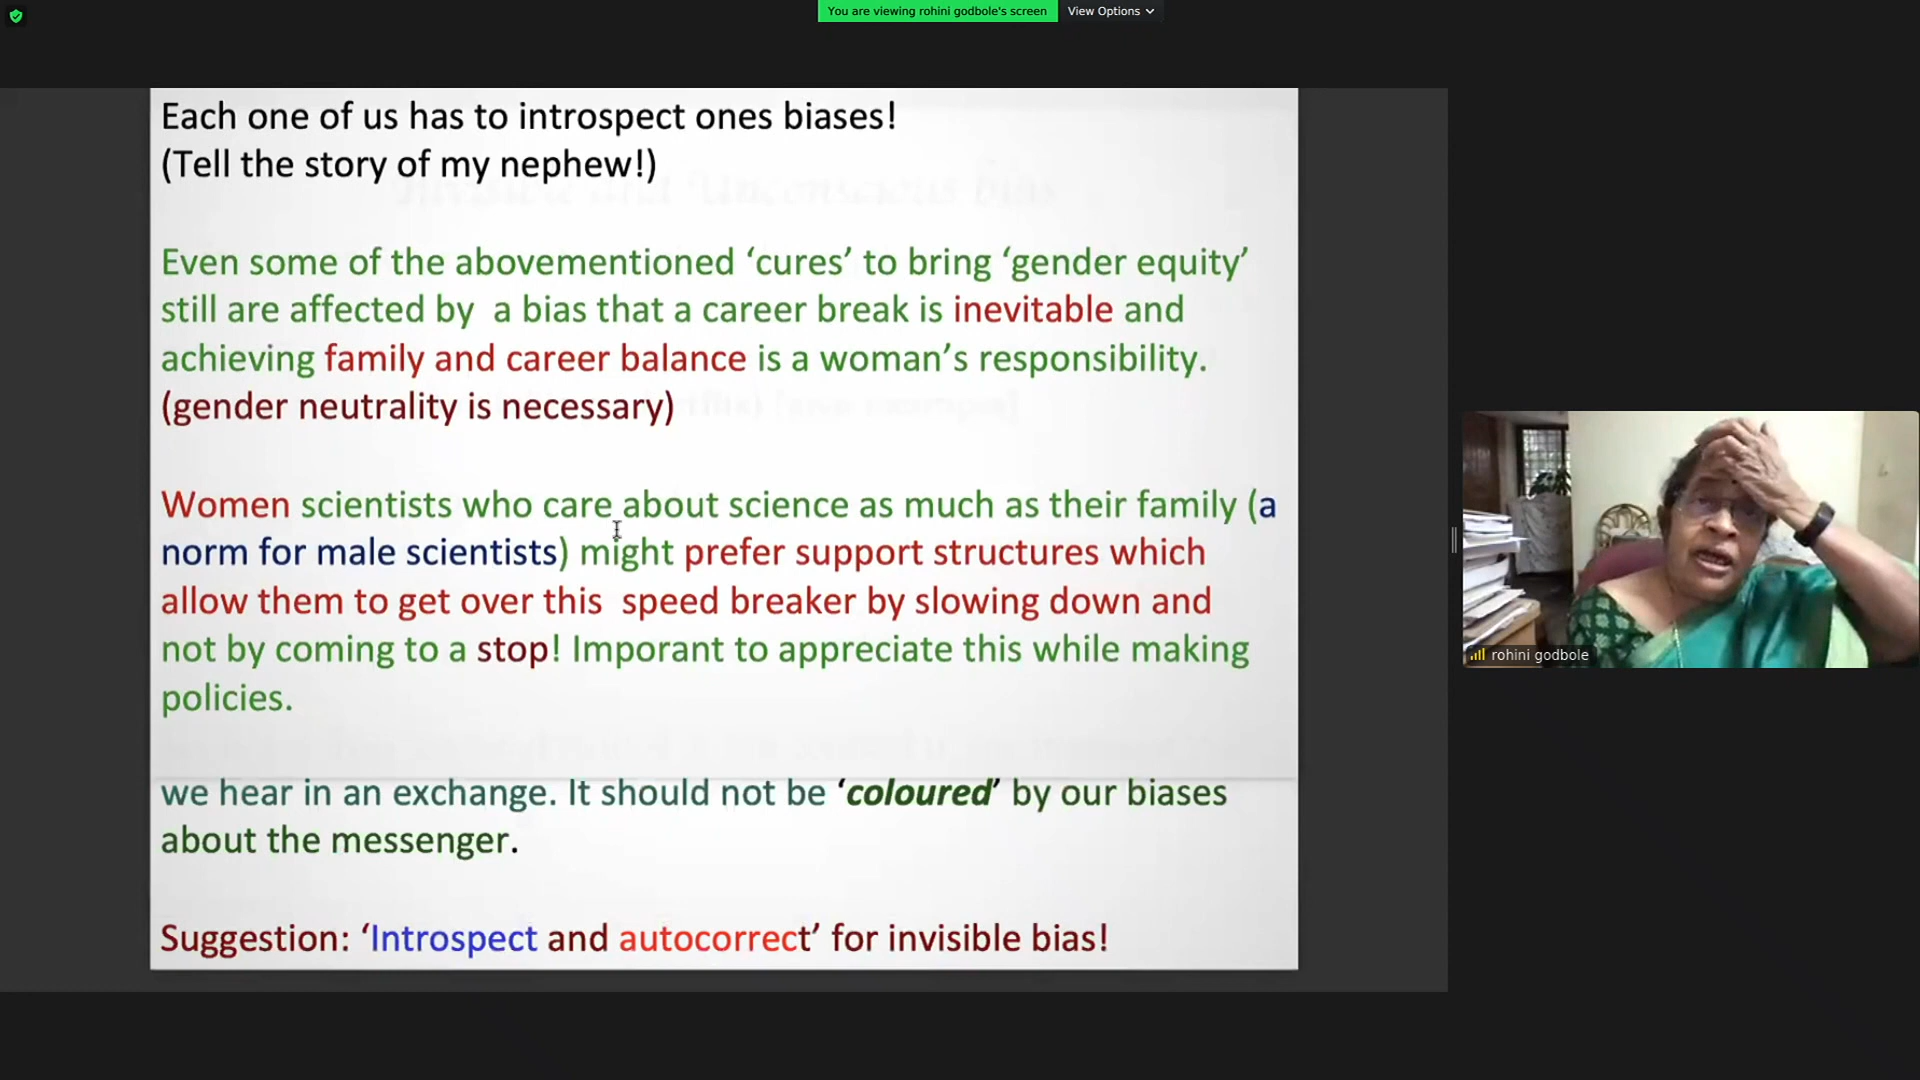 You are viewing rohini godbole's screen View Options
Each one of us has to introspect ones biases!
(Tell the story of my nephew!)
Even some of the abovementioned ‘cures’ to bring ‘gender equity’
still are affected by a bias that a career break is inevitable and
achieving family and career balance is a woman’s responsibility.
(gender neutrality is necessary)
Women scientists who care about science as much as their family (a
norm for male scientists) might prefer support structures which
allow them to get over this speed breaker by slowing down and
not by coming to a stop! Imporant to appreciate this while making
policies.
we hear in an exchange. It should not be ‘coloured’ by our biases
about the messenger.
Suggestion: ‘Introspect and autocorrect’ for invisible bias!
rohini godbole